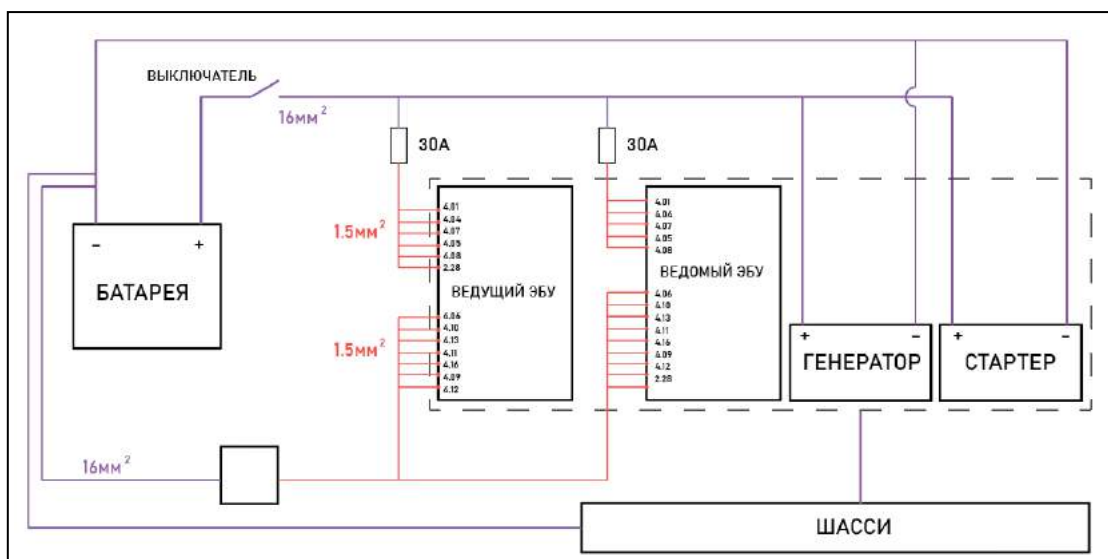 ВЫКЛЮЧАТЕЛЬ
16мм²
30А
30А
БАТАРЕЯ
- +
1.5мм²
4.01
4.04
4.07
4.05
4.08
2.28
ВЕДУЩИЙ ЭБУ
1.5мм²
4.06
4.10
4.13
4.11
4.16
4.09
4.12
4.01
4.06
4.07
4.05
4.08
ВЕДОМЫЙ ЭБУ
4.06
4.10
4.13
4.11
4.16
4.09
4.12
2.28
+ -
ГЕНЕРАТОР
+ -
СТАРТЕР
16мм²
ШАССИ